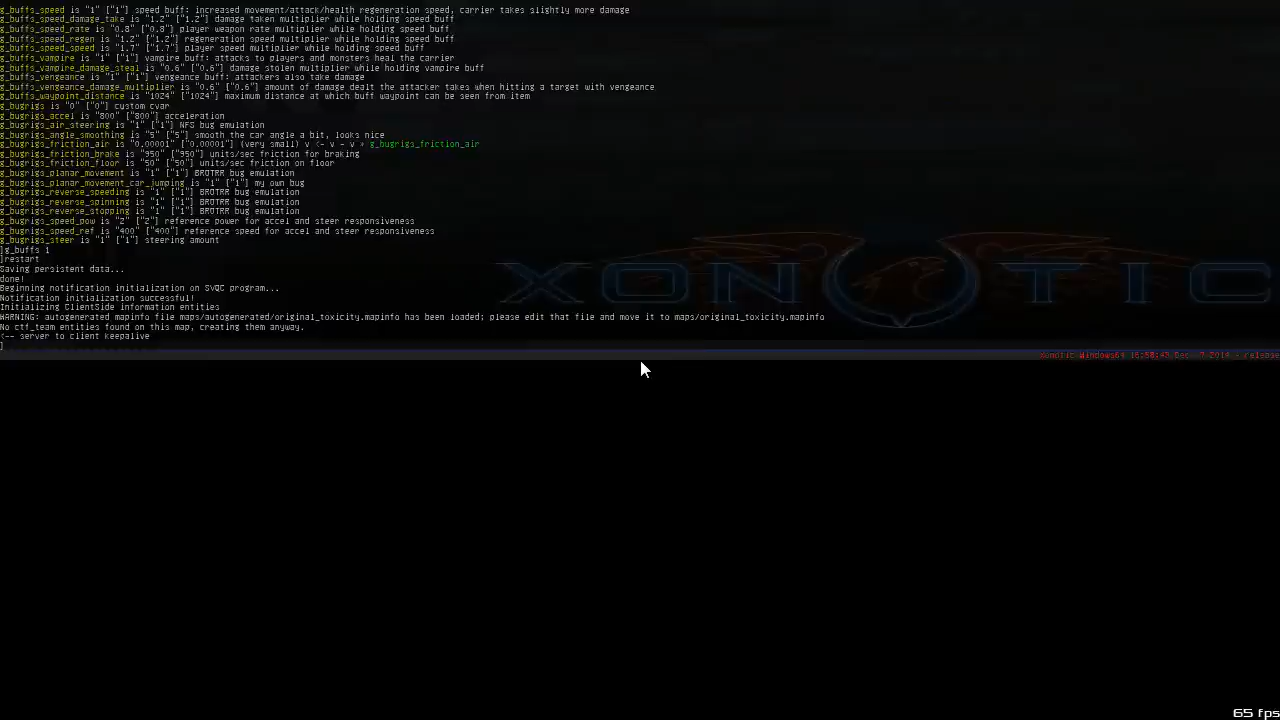 g_buffs_speed is "1" ["1"] speed buff: increased movement/attack/health regeneration speed, carrier takes slightly more damage
g_buffs_speed_damage_take is "1.2" ["1.2"] damage taken multiplier while holding speed buff
g_buffs_speed_rate is "0.8" ["0.8"] player weapon rate multiplier while holding speed buff
g_buffs_speed_regen is "1.2" ["1.2"] regeneration speed multiplier while holding speed buff
g_buffs_speed_speed is "1.7" ["1.7"] player speed multiplier while holding speed buff
g_buffs_vampire is "1" ["1"] vampire buff: attacks to players and monsters heal the carrier
g_buffs_vampire_damage_steal is "0.6" ["0.6"] damage stolen multiplier while holding vampire buff
g_buffs_vengeance is "1" ["1"] vengeance buff: attackers also take damage
g_buffs_vengeance_damage_multiplier is "0.6" ["0.6"] amount of damage dealt the attacker takes when hitting a target with vengeance
g_buffs_waypoint_distance is "1024" ["1024"] maximum distance at which buff waypoint can be seen from item
g_bugrigs is "0" ["0"] custom cvar
g_bugrigs_accel is "800" ["800"] acceleration
g_bugrigs_air_steering is "1" ["1"] NFS bug emulation
g_bugrigs_angle_smoothing is "5" ["5"] smooth the car angle a bit, looks nice
g_bugrigs_friction_air is "0.00001" ["0.00001"] (very small) v <- v - v * g_bugrigs_friction_air
g_bugrigs_friction_brake is "950" ["950"] units/sec friction for braking
g_bugrigs_friction_floor is "50" ["50"] units/sec friction on floor
g_bugrigs_planar_movement is "1" ["1"] BROTRR bug emulation
g_bugrigs_planar_movement_car_jumping is "1" ["1"] my own bug
g_bugrigs_reverse_speeding is "1" ["1"] BROTRR bug emulation
g_bugrigs_reverse_spinning is "1" ["1"] BROTRR bug emulation
g_bugrigs_reverse_stopping is "1" ["1"] BROTRR bug emulation
g_bugrigs_speed_pow is "2" ["2"] reference power for accel and steer responsiveness
g_bugrigs_speed_ref is "400" ["400"] reference speed for accel and steer responsiveness
g_bugrigs_steer is "1" ["1"] steering amount
]g_buffs 1
]restart
Saving persistent data...
done!
Beginning notification initialization on SVQC program...
Notification initialization successful!
Initializing ClientSide information entities
WARNING: autogenerated mapinfo file maps/autogenerated/original_toxicity.mapinfo has been loaded; please edit that file and move it to maps/original_toxicity.mapinfo
No ctf_team entities found on this map, creating them anyway.
<-- server to client keepalive
]
XONOTIC
Xonotic Windows64 16:50:43 Dec  7 2014 - release
65 fps